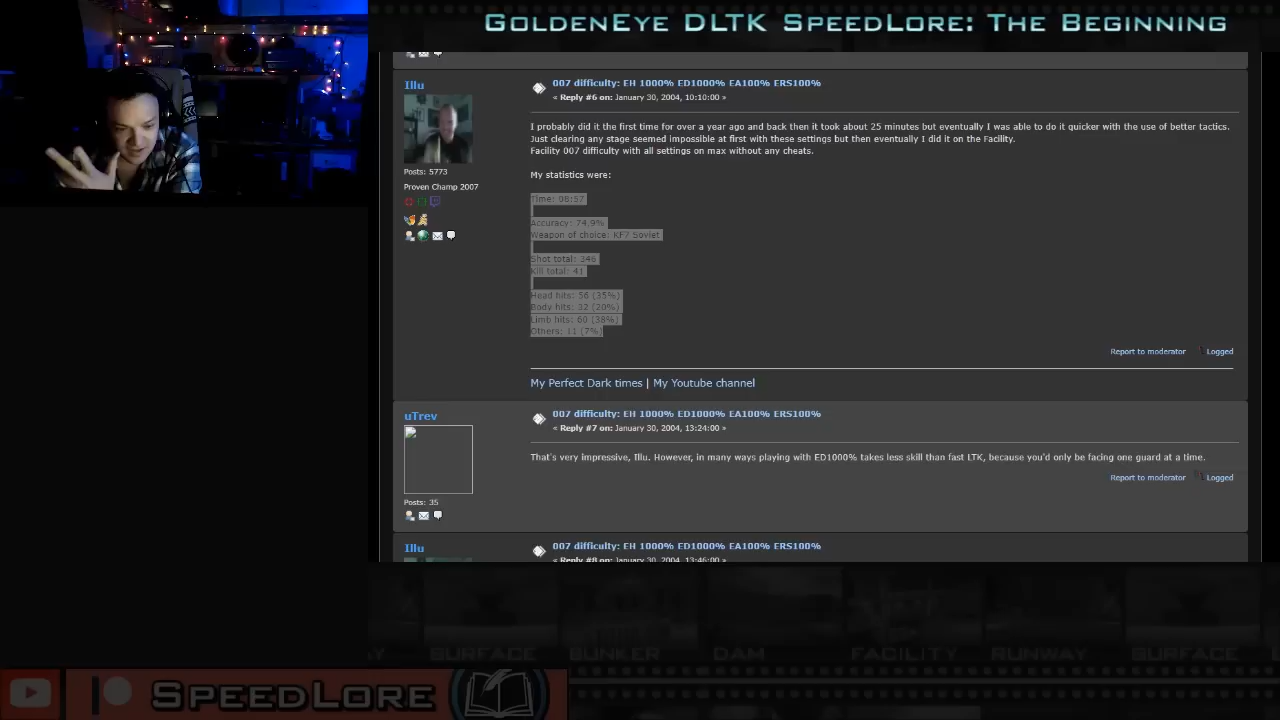 GoldenEye DLTK SpeedLore: The Beginning
Illu
007 difficulty: EH 1000% ED1000% EA100% ERS100%
« Reply #6 on: January 30, 2004, 10:10:00 »
I probably did it the first time for over a year ago and back then it took about 25 minutes but eventually I was able to do it quicker with the use of better tactics.
Just clearing any stage seemed impossible at first with these settings but then eventually I did it on the Facility.
Facility 007 difficulty with all settings on max without any cheats.
Posts: 5773
Proven Champ 2007
My statistics were:
Time: 08:57
Accuracy: 74.9%
Weapon of choice: KF7 Soviet
Shot total: 346
Kill total: 41
Head hits: 56 (35%)
Body hits: 32 (20%)
Limb hits: 60 (38%)
Others: 11 (7%)
Report to moderator Logged
My Perfect Dark times | My Youtube channel
uTrev
007 difficulty: EH 1000% ED1000% EA100% ERS100%
« Reply #7 on: January 30, 2004, 13:24:00 »
That's very impressive, Illu. However, in many ways playing with ED1000% takes less skill than fast LTK, because you'd only be facing one guard at a time.
Report to moderator Logged
Posts: 35
Illu
007 difficulty: EH 1000% ED1000% EA100% ERS100%
« Reply #8 on: January 30, 2004, 13:46:00 »
SURFACE BUNKER DAM FACILITY RUNWAY SURFACE
SpeedLore